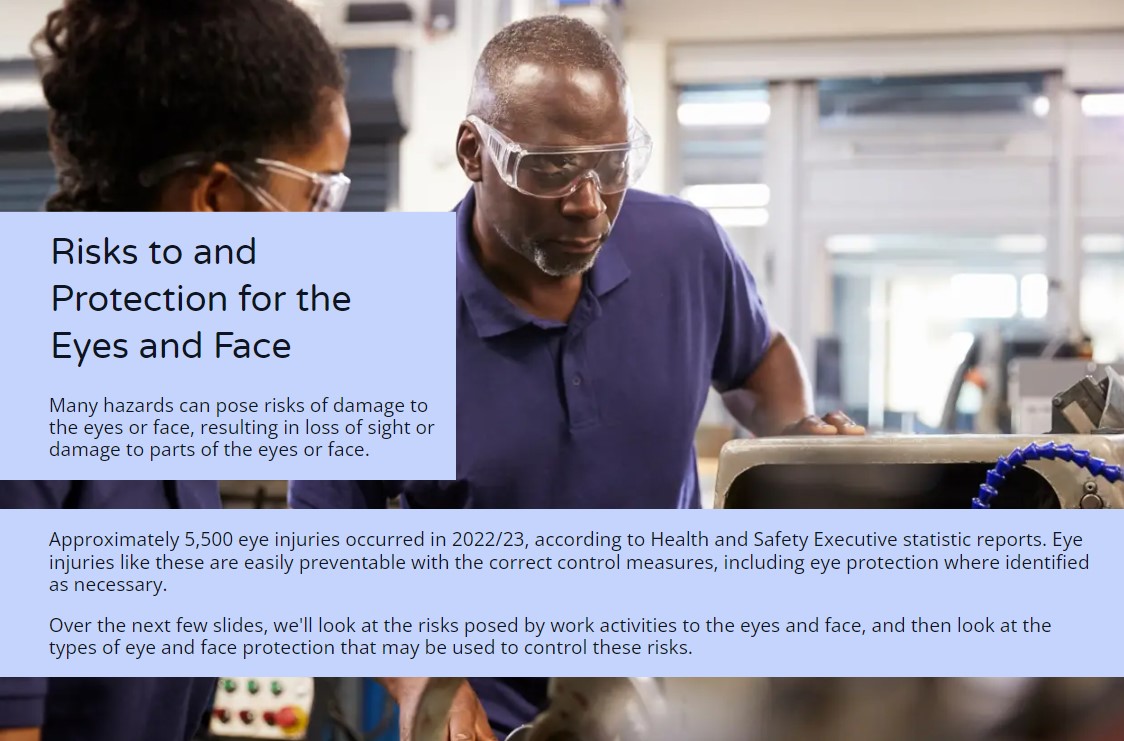 Risks to and
Protection for the
Eyes and Face
Many hazards can pose risks of damage to
the eyes or face, resulting in loss of sight or
damage to parts of the eyes or face.
Approximately 5,500 eye injuries occurred in 2022/23, according to Health and Safety Executive statistic reports. Eye
injuries like these are easily preventable with the correct control measures, including eye protection where identified
as necessary.
Over the next few slides, we'll look at the risks posed by work activities to the eyes and face, and then look at the
types of eye and face protection that may be used to control these risks.